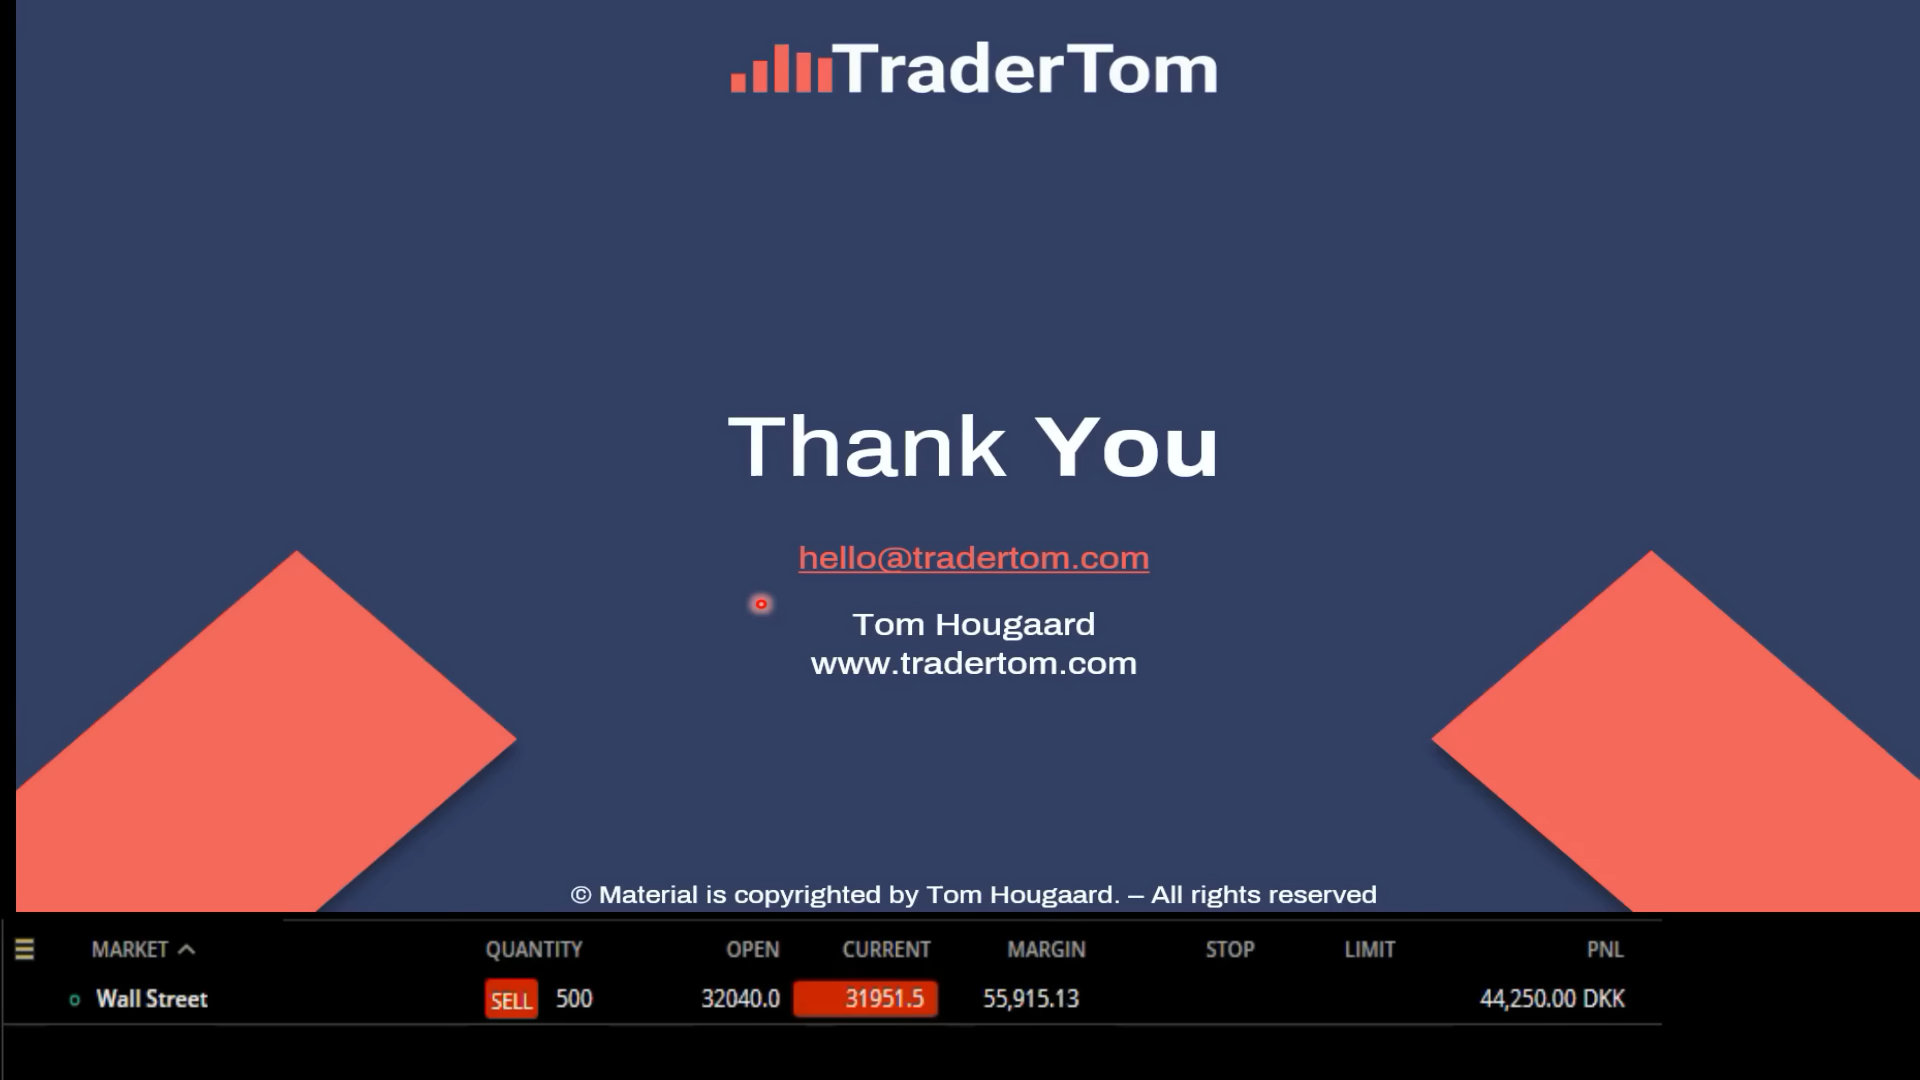 TraderTom
Thank You
hello@tradertom.com
Tom Hougaard
www.tradertom.com
© Material is copyrighted by Tom Hougaard. – All rights reserved
MARKET QUANTITY OPEN CURRENT MARGIN STOP LIMIT PNL
Wall Street SELL 500 32040.0 31951.5 55,915.13 44,250.00 DKK